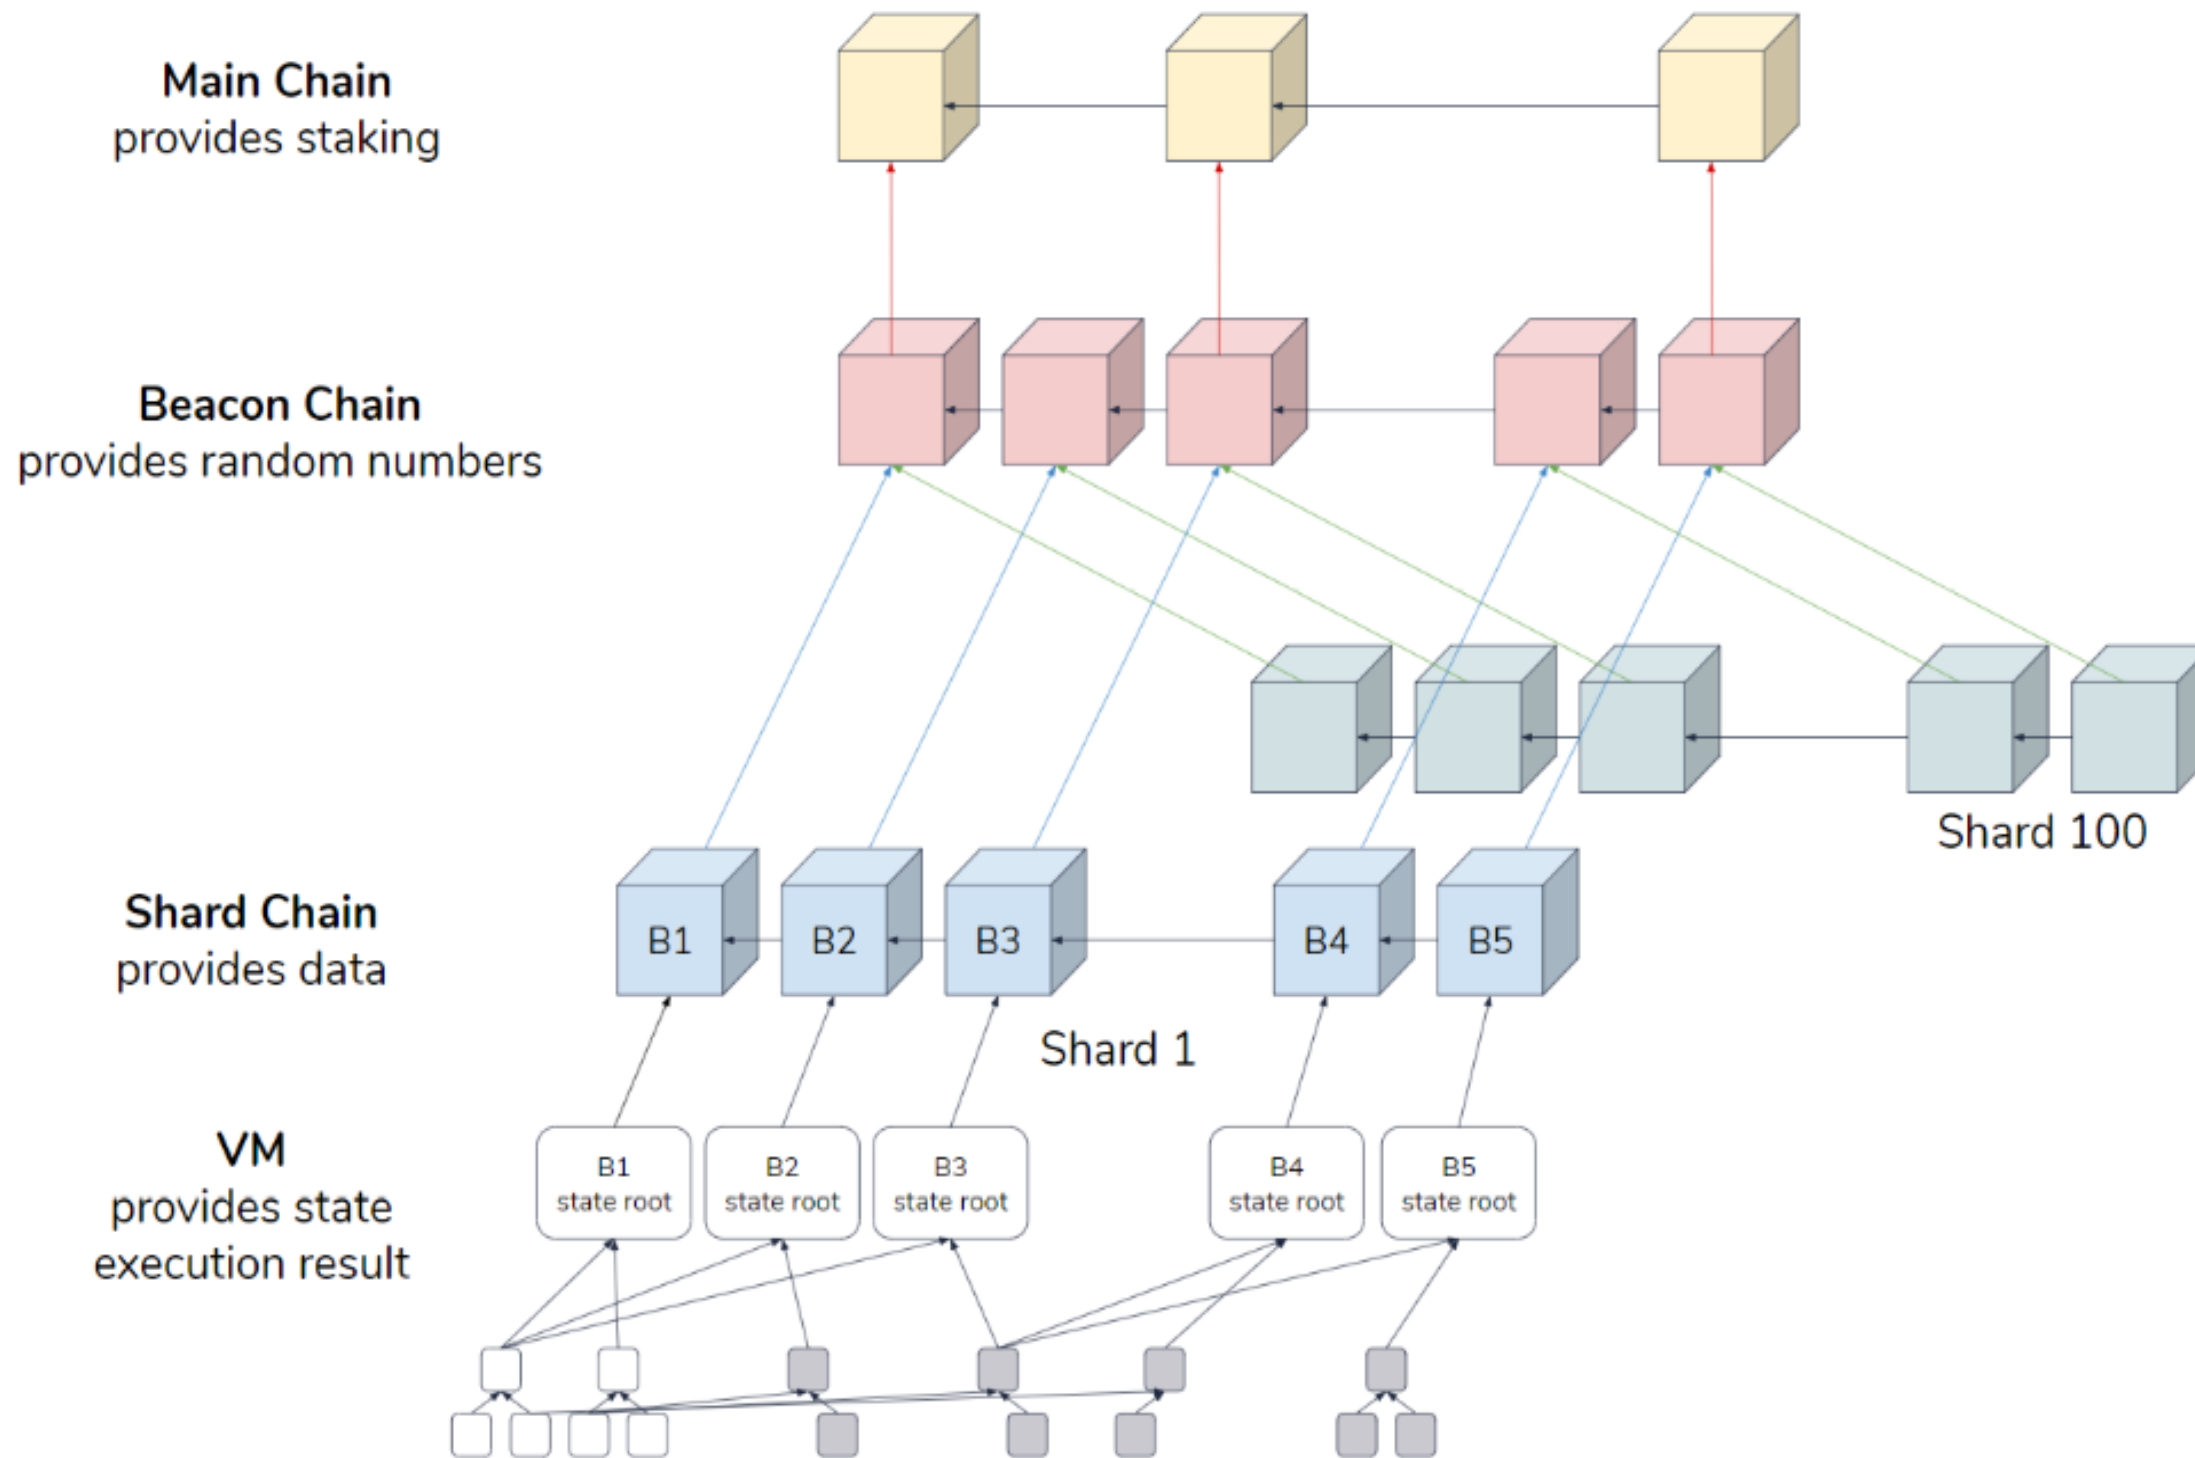 Main Chain
provides staking
Beacon Chain
provides random numbers
Shard 100
Shard Chain
provides data
B1
B2
B3
B4
B5
Shard 1
VM
provides state
execution result
B1
state root
B2
state root
B3
state root
B4
state root
B5
state root